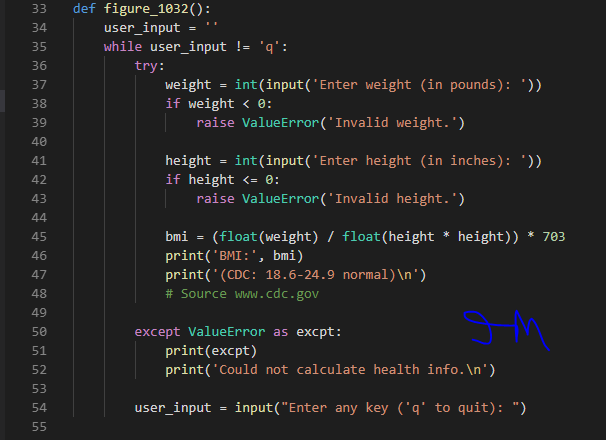 33 def figure_1032():
34 user_input = ''
35 while user_input != 'q':
36 try:
37 weight = int(input('Enter weight (in pounds): '))
38 if weight < 0:
39 raise ValueError('Invalid weight.')
40
41 height = int(input('Enter height (in inches): '))
42 if height <= 0:
43 raise ValueError('Invalid height.')
44
45 bmi = (float(weight) / float(height * height)) * 703
46 print('BMI:', bmi)
47 print('(CDC: 18.6-24.9 normal)\n')
48 # Source www.cdc.gov
49
50 except ValueError as excpt:
51 print(excpt)
52 print('Could not calculate health info.\n')
53
54 user_input = input("Enter any key ('q' to quit): ")
55